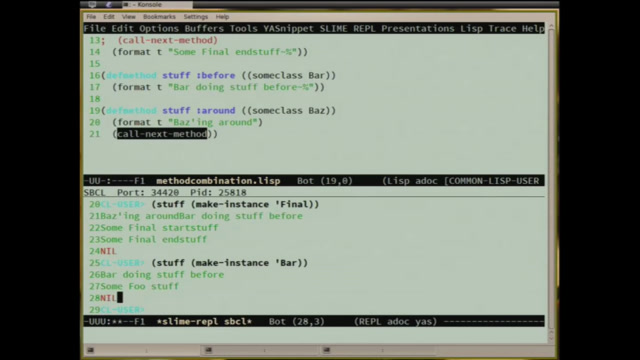 : - Konsole
File Edit View Bookmarks Settings Help
File Edit Options Buffers Tools YASnippet SLIME REPL Presentations Lisp Trace Help
13; (call-next-method)
14 (format t "Some Final endstuff~%"))
15
16(defmethod stuff :before ((someclass Bar))
17 (format t "Bar doing stuff before~%"))
18
19(defmethod stuff :around ((someclass Baz))
20 (format t "Baz'ing around")
21 (call-next-method))
-UU-:----F1 methodcombination.lisp Bot (19,0) (Lisp adoc [COMMON-LISP-USER
SBCL Port: 34420 Pid: 25818
20CL-USER> (stuff (make-instance 'Final))
21Baz'ing aroundBar doing stuff before
22Some Final startstuff
23Some Final endstuff
24NIL
25CL-USER> (stuff (make-instance 'Bar))
26Bar doing stuff before
27Some Foo stuff
28NIL
29CL-USER>
-UUU:**--F1 *slime-repl sbcl* Bot (28,3) (REPL adoc yas)